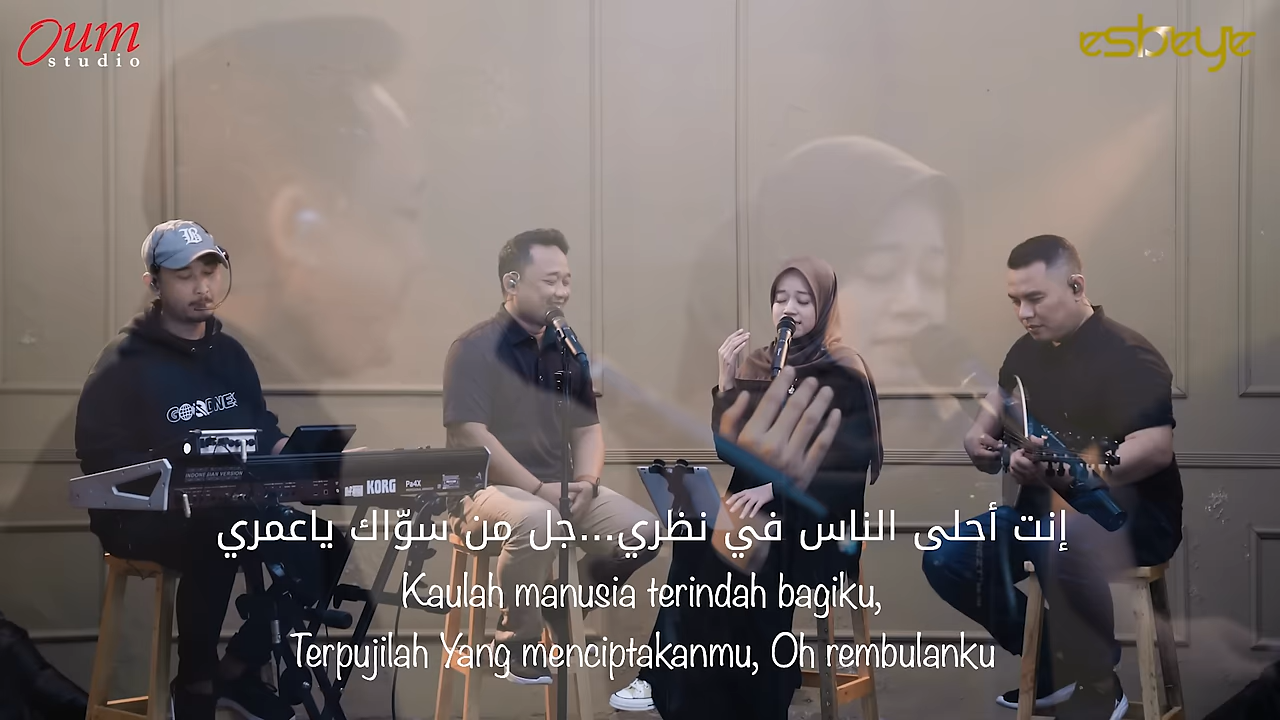 Oum
studio
esbeye
KORG
Pa4X
إنت أحلى الناس في نظري...جل من سوّاك ياعمري
Kaulah manusia terindah bagiku,
Terpujilah Yang menciptakanmu, Oh rembulanku